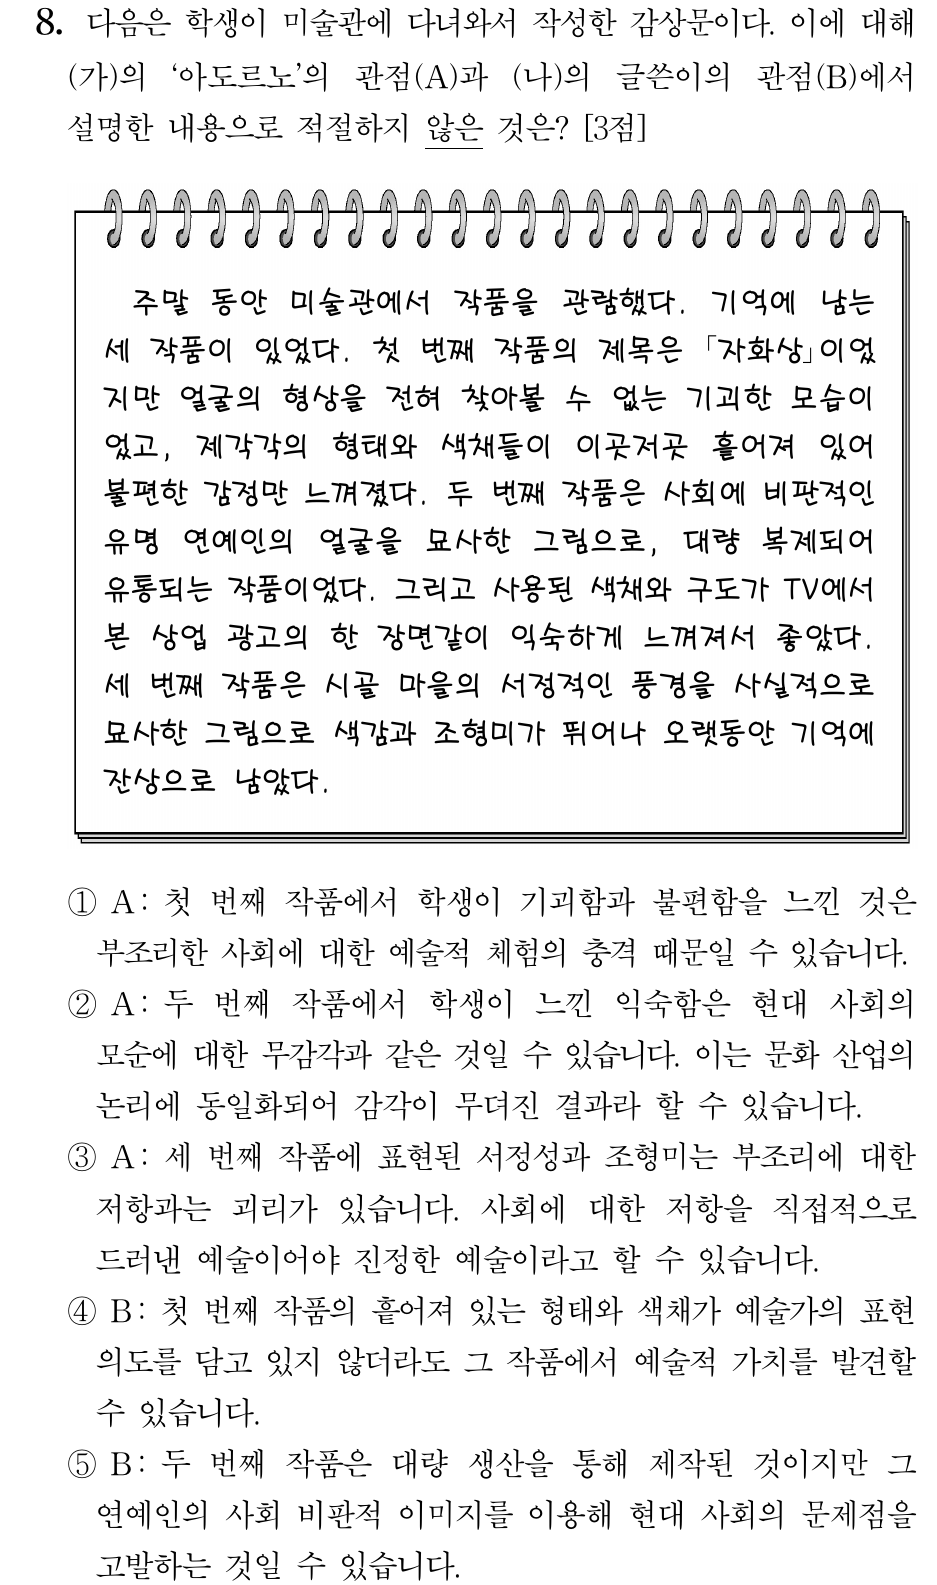 8. 다음은 학생이 미술관에 다녀와서 작성한 감상문이다. 이에 대해
(가)의 ‘아도르노’의 관점(A)과 (나)의 글쓴이의 관점(B)에서
설명한 내용으로 적절하지 않은 것은? [3점]
주말 동안 미술관에서 작품을 관람했다. 기억에 남는
세 작품이 있었다. 첫 번째 작품의 제목은 「자화상」이었
지만 얼굴의 형상을 전혀 찾아볼 수 없는 기괴한 모습이
었고, 제각각의 형태와 색채들이 이곳저곳 흩어져 있어
불편한 감정만 느껴졌다. 두 번째 작품은 사회에 비판적인
유명 연예인의 얼굴을 묘사한 그림으로, 대량 복제되어
유통되는 작품이었다. 그리고 사용된 색채와 구도가 TV에서
본 상업 광고의 한 장면같이 익숙하게 느껴져서 좋았다.
세 번째 작품은 시골 마을의 서정적인 풍경을 사실적으로
묘사한 그림으로 색감과 조형미가 뛰어나 오랫동안 기억에
잔상으로 남았다.
① A: 첫 번째 작품에서 학생이 기괴함과 불편함을 느낀 것은
부조리한 사회에 대한 예술적 체험의 충격 때문일 수 있습니다.
② A: 두 번째 작품에서 학생이 느낀 익숙함은 현대 사회의
모순에 대한 무감각과 같은 것일 수 있습니다. 이는 문화 산업의
논리에 동일화되어 감각이 무뎌진 결과라 할 수 있습니다.
③ A: 세 번째 작품에 표현된 서정성과 조형미는 부조리에 대한
저항과는 괴리가 있습니다. 사회에 대한 저항을 직접적으로
드러낸 예술이어야 진정한 예술이라고 할 수 있습니다.
④ B: 첫 번째 작품의 흩어져 있는 형태와 색채가 예술가의 표현
의도를 담고 있지 않더라도 그 작품에서 예술적 가치를 발견할
수 있습니다.
⑤ B: 두 번째 작품은 대량 생산을 통해 제작된 것이지만 그
연예인의 사회 비판적 이미지를 이용해 현대 사회의 문제점을
고발하는 것일 수 있습니다.